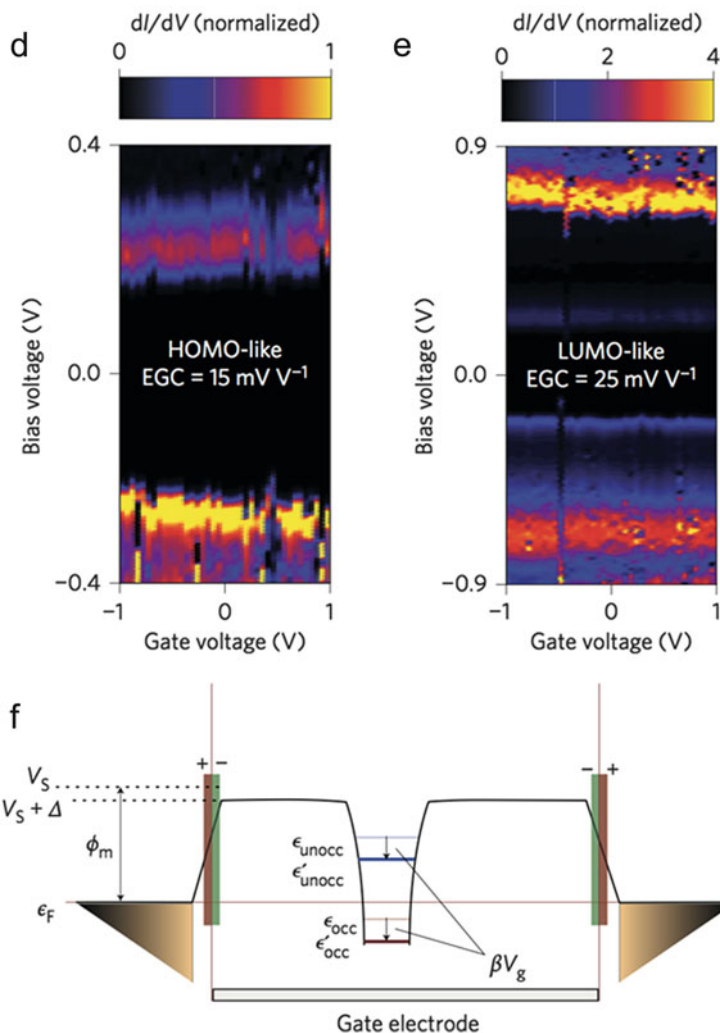 d
dI/dV (normalized)
0 1
0.4
0.0
−0.4
Bias voltage (V)
HOMO-like
EGC = 15 mV V⁻¹
−1 0 1
Gate voltage (V)
e
dI/dV (normalized)
0 2 4
0.9
0.0
−0.9
Bias voltage (V)
LUMO-like
EGC = 25 mV V⁻¹
−1 0 1
Gate voltage (V)
f
+ − − +
V_S
V_S + Δ
ϕ_m
ϵ_unocc
ϵ′_unocc
ϵ_F
ϵ_occ
ϵ′_occ
βV_g
Gate electrode